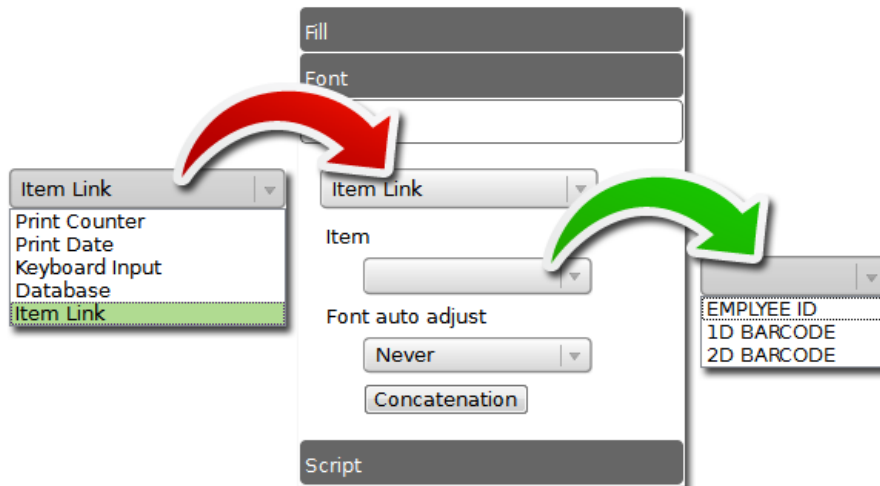 Fill
Font
Item Link
Print Counter
Print Date
Keyboard Input
Database
Item Link
Item Link
Item
Font auto adjust
Never
Concatenation
Script
EMPLYEE ID
1D BARCODE
2D BARCODE